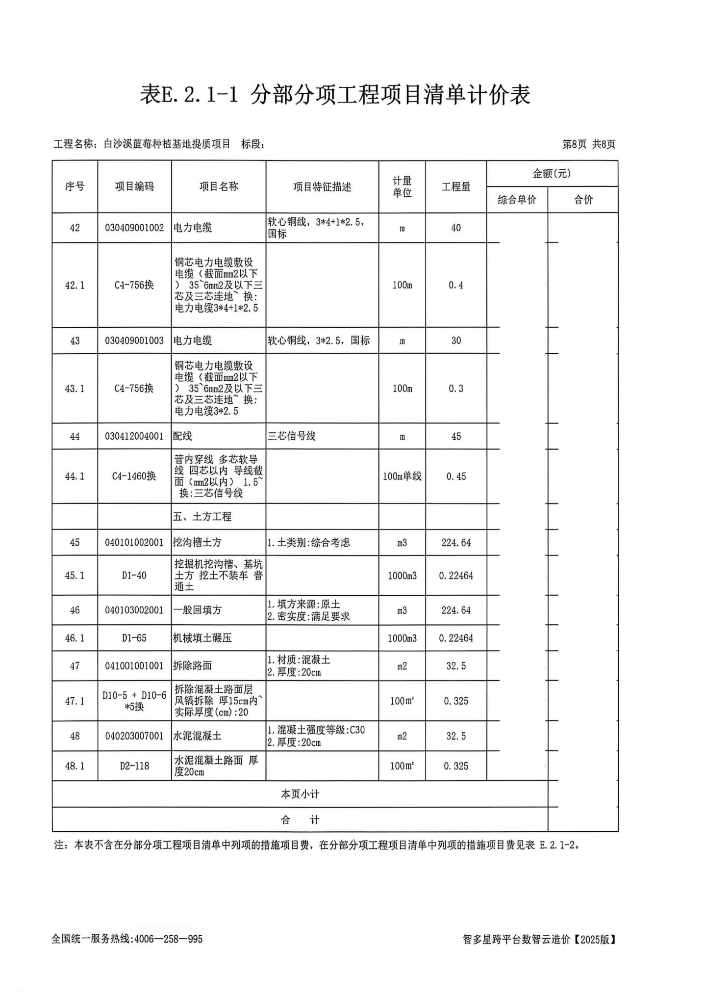 表E.2.1-1 分部分项工程项目清单计价表
工程名称：白沙溪蓝莓种植基地提质项目 标段： 第8页 共8页
序号 项目编码 项目名称 项目特征描述 计量单位 工程量 金额(元)
综合单价 合价
42 030409001002 电力电缆 软心铜线，3*4+1*2.5，国标 m 40
42.1 C4-756换 铜芯电力电缆敷设 电缆（截面mm2以下） 35~6mm2及以下三芯及三芯连地~ 换:电力电缆3*4+1*2.5 100m 0.4
43 030409001003 电力电缆 软心铜线，3*2.5，国标 m 30
43.1 C4-756换 铜芯电力电缆敷设 电缆（截面mm2以下） 35~6mm2及以下三芯及三芯连地~ 换:电力电缆3*2.5 100m 0.3
44 030412004001 配线 三芯信号线 m 45
44.1 C4-1460换 管内穿线 多芯软导线 四芯以内 导线截面（mm2以内） 1.5~ 换:三芯信号线 100m单线 0.45
五、土方工程
45 040101002001 挖沟槽土方 1.土类别:综合考虑 m3 224.64
45.1 D1-40 挖掘机挖沟槽、基坑土方 挖土不装车 普通土 1000m3 0.22464
46 040103002001 一般回填方 1.填方来源:原土 2.密实度:满足要求 m3 224.64
46.1 D1-65 机械填土碾压 1000m3 0.22464
47 041001001001 拆除路面 1.材质:混凝土 2.厚度:20cm m2 32.5
47.1 D10-5 + D10-6*5换 拆除混凝土路面层 风镐拆除 厚15cm内~ 实际厚度(cm):20 100m² 0.325
48 040203007001 水泥混凝土 1.混凝土强度等级:C30 2.厚度:20cm m2 32.5
48.1 D2-118 水泥混凝土路面 厚度20cm 100m² 0.325
本页小计
合 计
注：本表不含在分部分项工程项目清单中列项的措施项目费，在分部分项工程项目清单中列项的措施项目费见表 E.2.1-2。
全国统一服务热线:4006—258—995 智多星跨平台数智云造价【2025版】